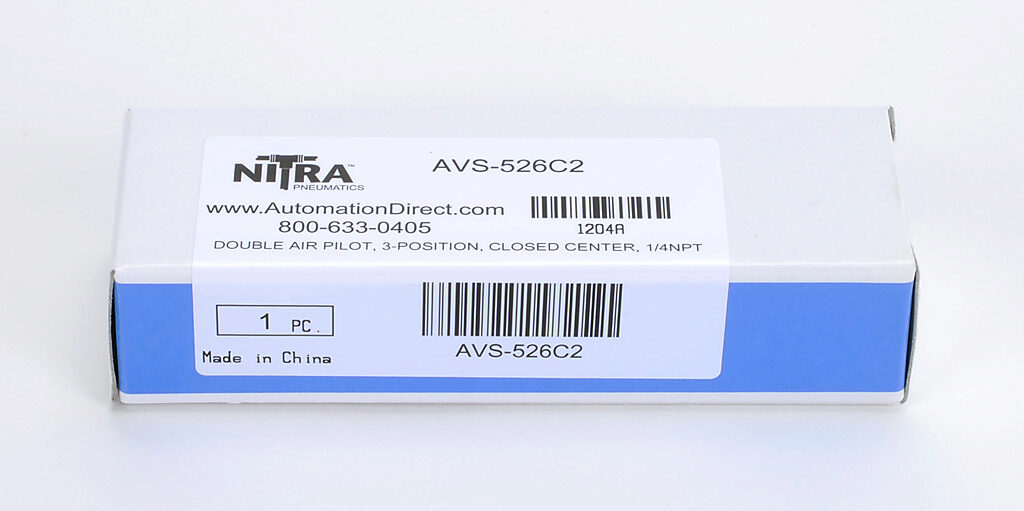 NITRA™
PNEUMATICS
AVS-526C2
www.AutomationDirect.com
800-633-0405
1204A
DOUBLE AIR PILOT, 3-POSITION, CLOSED CENTER, 1/4NPT
1 PC.
AVS-526C2
Made in China